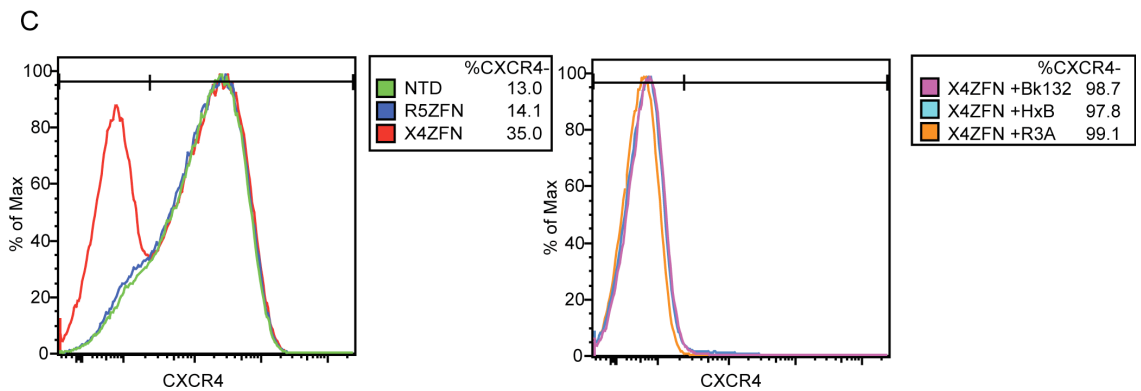 C
%CXCR4-
NTD 13.0
R5ZFN 14.1
X4ZFN 35.0
100
80
60
40
20
0
% of Max
CXCR4
%CXCR4-
X4ZFN +Bk132 98.7
X4ZFN +HxB 97.8
X4ZFN +R3A 99.1
100
80
60
40
20
0
% of Max
CXCR4